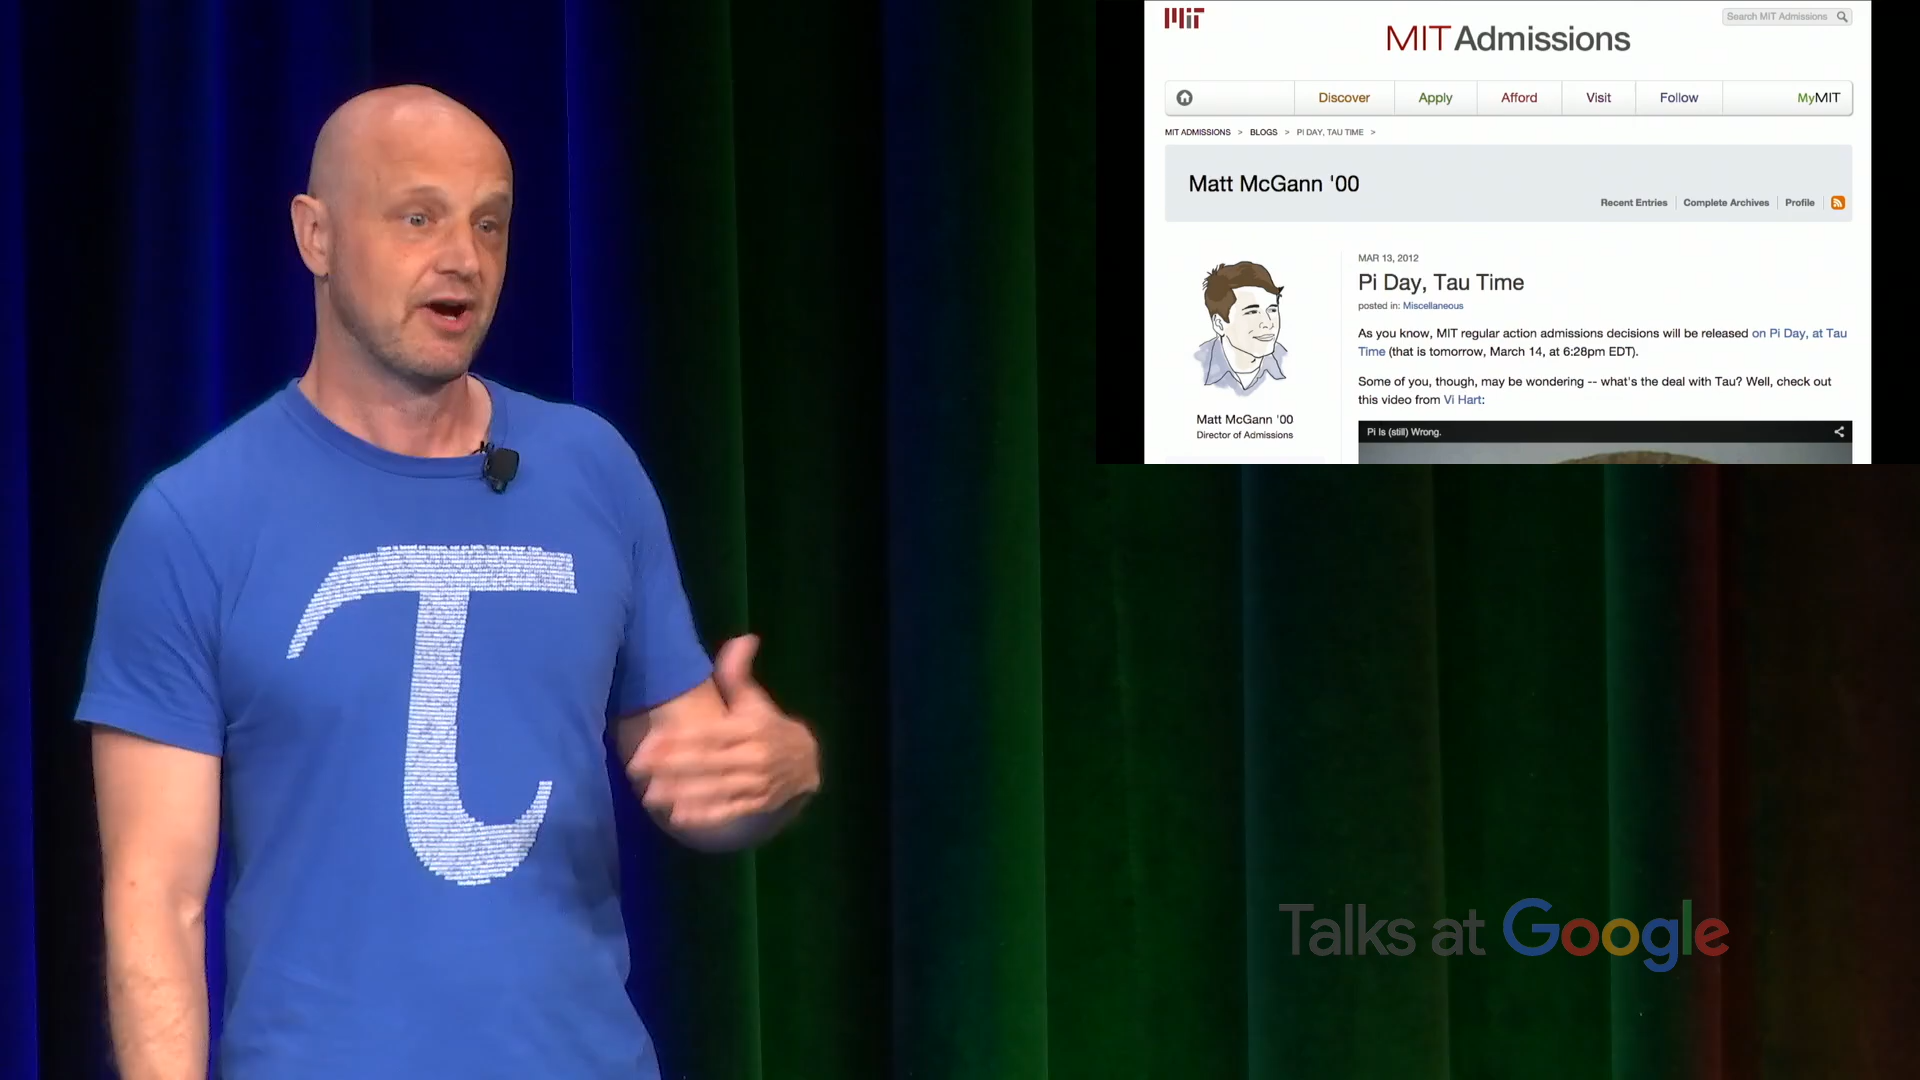 MIT
Search MIT Admissions
MIT Admissions
Discover
Apply
Afford
Visit
Follow
MyMIT
MIT ADMISSIONS > BLOGS > PI DAY, TAU TIME >
Matt McGann '00
Recent Entries
Complete Archives
Profile
MAR 13, 2012
Pi Day, Tau Time
posted in: Miscellaneous
As you know, MIT regular action admissions decisions will be released on Pi Day, at Tau
Time (that is tomorrow, March 14, at 6:28pm EDT).
Some of you, though, may be wondering -- what's the deal with Tau? Well, check out
this video from Vi Hart:
Matt McGann '00
Director of Admissions
Pi Is (still) Wrong.
τ
tauday.com
Talks at Google